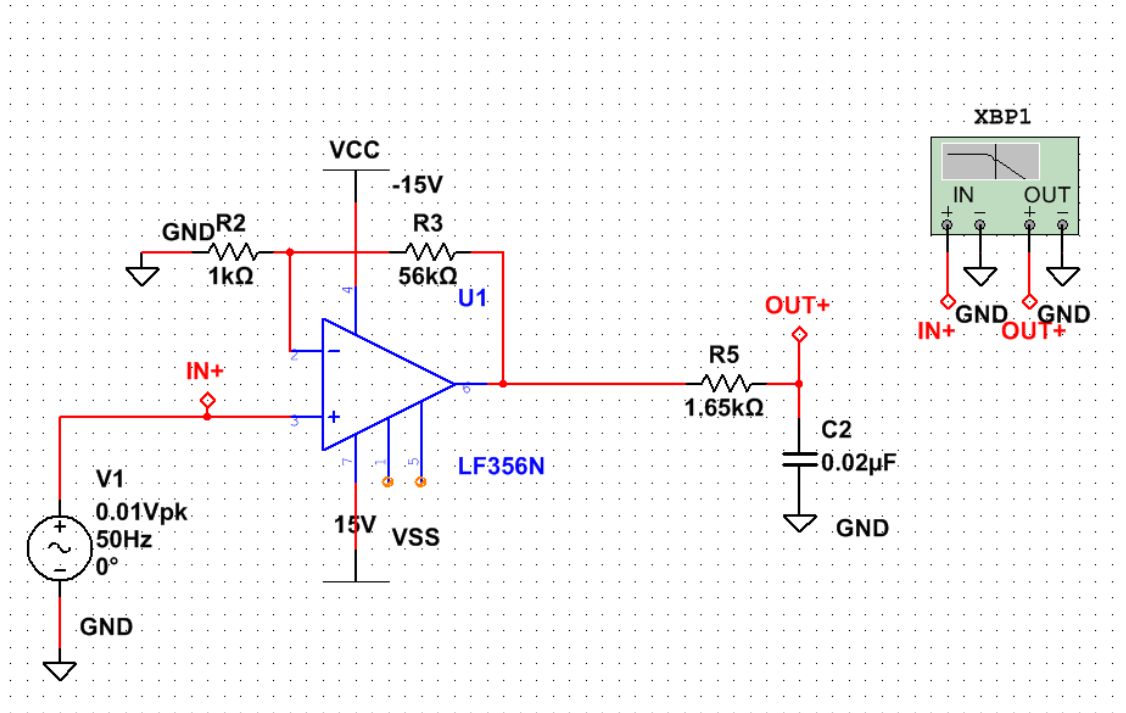 XBP1
VCC
-15V
IN OUT
+ − + −
GND
R2
R3
1kΩ
56kΩ
U1
4
2
−
3
+
6
7
1
5
LF356N
IN+
GND
OUT+
GND
OUT+
R5
1.65kΩ
C2
0.02µF
GND
V1
0.01Vpk
50Hz
0°
+
−
15V
VSS
GND